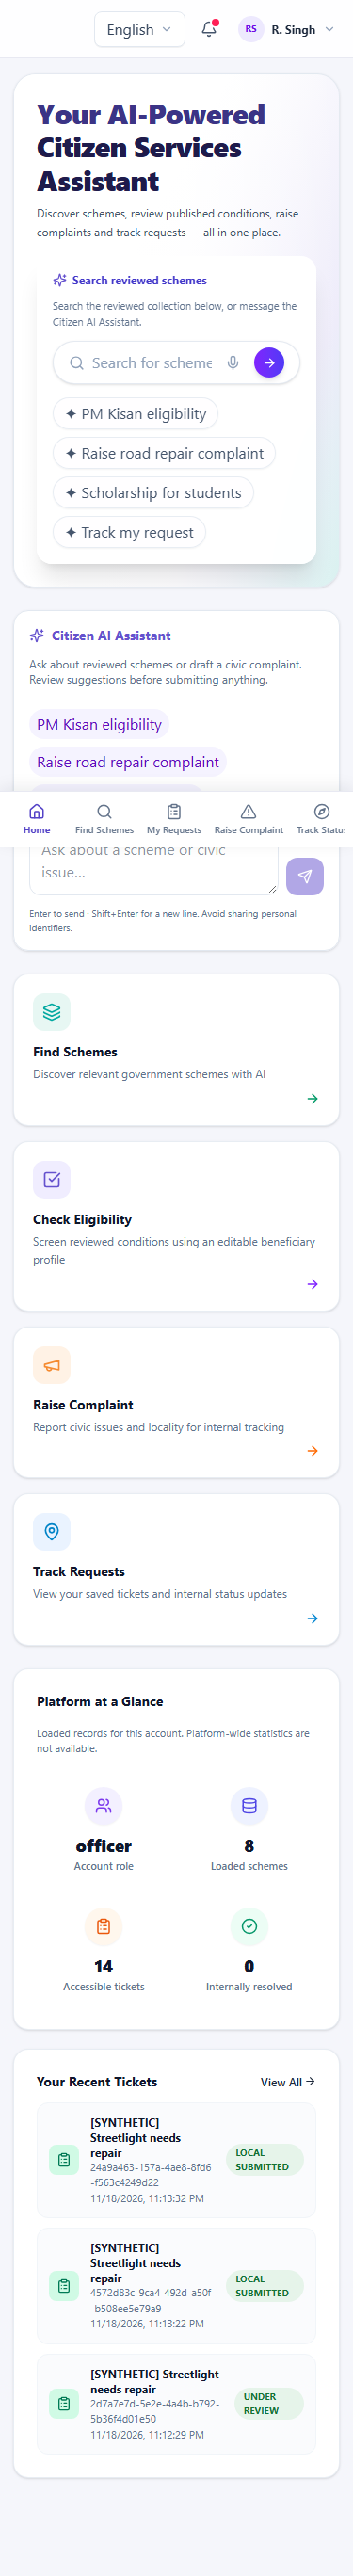 English
RS
R. Singh
Your AI-Powered
Citizen Services
Assistant
Discover schemes, review published conditions, raise
complaints and track requests — all in one place.
Search reviewed schemes
Search the reviewed collection below, or message the
Citizen AI Assistant.
Search for scheme
✦ PM Kisan eligibility
✦ Raise road repair complaint
✦ Scholarship for students
✦ Track my request
Citizen AI Assistant
Ask about reviewed schemes or draft a civic complaint.
Review suggestions before submitting anything.
PM Kisan eligibility
Raise road repair complaint
Home
Find Schemes
My Requests
Raise Complaint
Track Status
Ask about a scheme or civic
issue...
Enter to send · Shift+Enter for a new line. Avoid sharing personal
identifiers.
Find Schemes
Discover relevant government schemes with AI
Check Eligibility
Screen reviewed conditions using an editable beneficiary
profile
Raise Complaint
Report civic issues and locality for internal tracking
Track Requests
View your saved tickets and internal status updates
Platform at a Glance
Loaded records for this account. Platform-wide statistics are
not available.
officer
Account role
8
Loaded schemes
14
Accessible tickets
0
Internally resolved
Your Recent Tickets
View All
[SYNTHETIC]
Streetlight needs
repair
24a9a463-157a-4ae8-8fd6
-f563c4249d22
11/18/2026, 11:13:32 PM
LOCAL
SUBMITTED
[SYNTHETIC]
Streetlight needs
repair
4572d83c-9ca4-492d-a50f
-b508ee5e79a9
11/18/2026, 11:13:22 PM
LOCAL
SUBMITTED
[SYNTHETIC] Streetlight
needs repair
2d7a7e7d-5e2e-4a4b-b792-
5b36f4d01e50
11/18/2026, 11:12:29 PM
UNDER
REVIEW